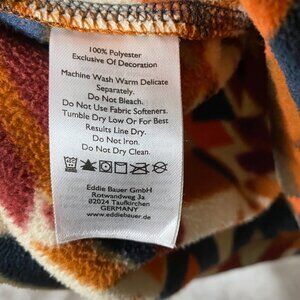 100% Polyester
Exclusive Of Decoration
Machine Wash Warm Delicate
Separately.
Do Not Bleach.
Do Not Use Fabric Softeners.
Tumble Dry Low Or For Best
Results Line Dry.
Do Not Iron.
Do Not Dry Clean.
Eddie Bauer GmbH
Rotwandweg 3a
82024 Taufkirchen
GERMANY
www.eddiebauer.de